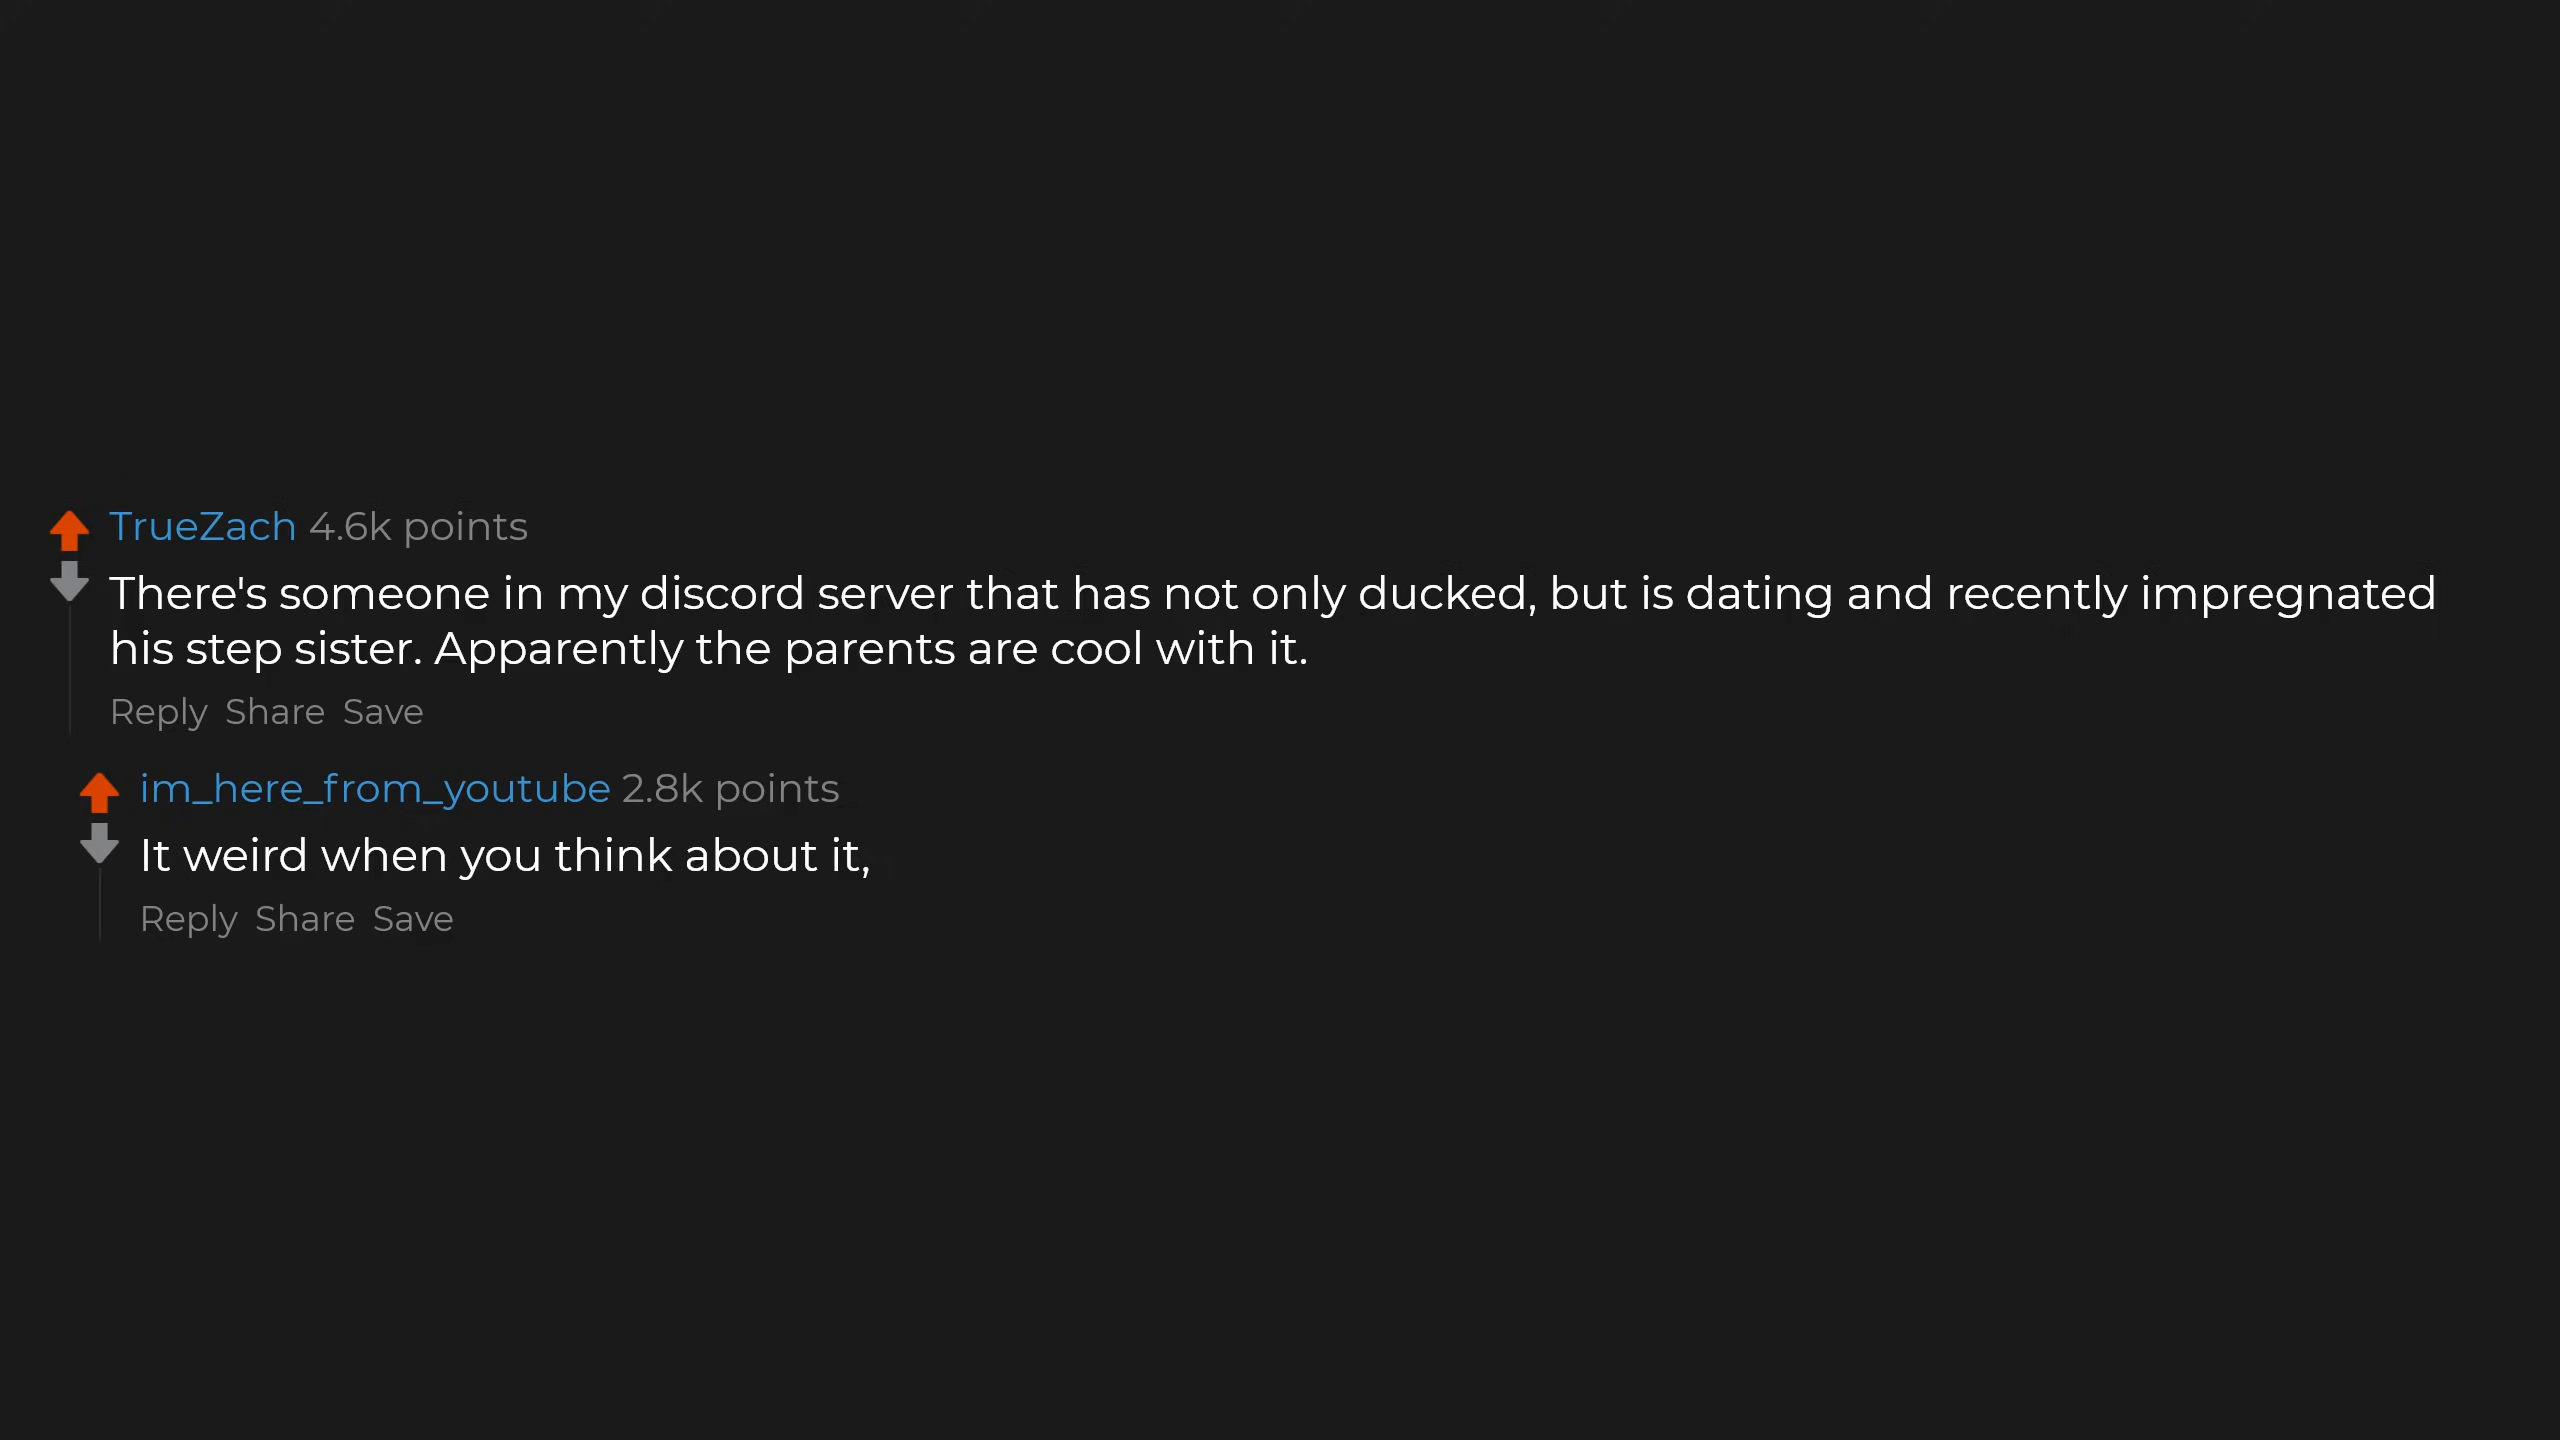 TrueZach 4.6k points
There's someone in my discord server that has not only ducked, but is dating and recently impregnated
his step sister. Apparently the parents are cool with it.
Reply Share Save
im_here_from_youtube 2.8k points
It weird when you think about it,
Reply Share Save